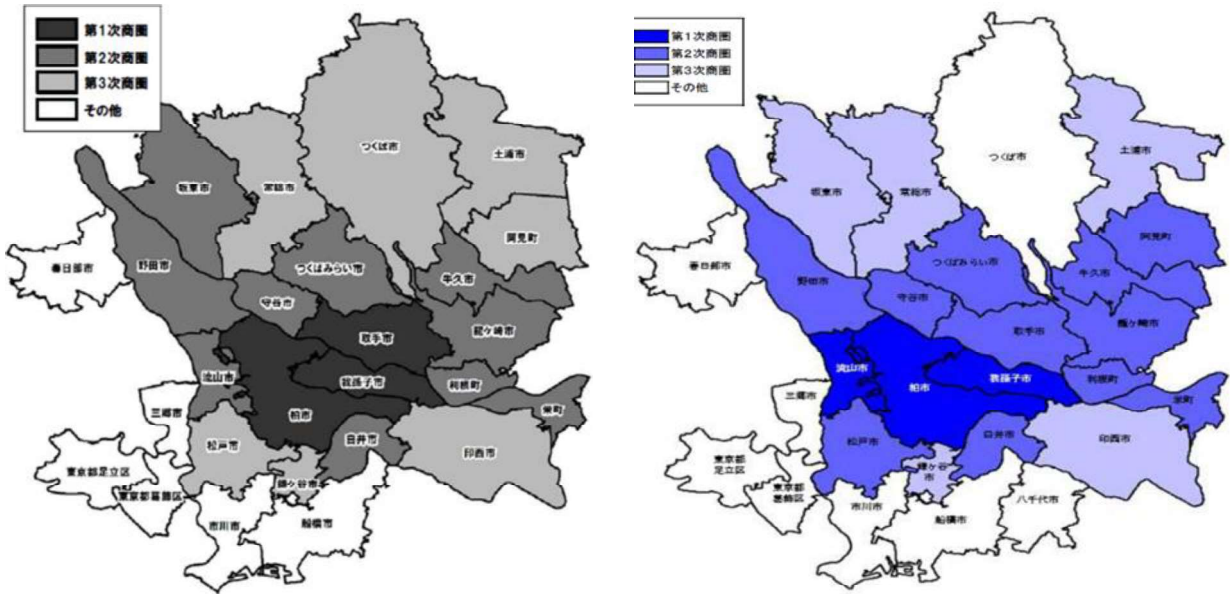 第1次商圏
第2次商圏
第3次商圏
その他
つくば市
土浦市
坂東市
常総市
阿見町
春日部市
野田市
つくばみらい市
牛久市
守谷市
取手市
龍ケ崎市
流山市
我孫子市
利根町
栄町
三郷市
柏市
松戸市
白井市
印西市
東京都足立区
鎌ヶ谷市
東京都葛飾区
市川市
船橋市
第1次商圏
第2次商圏
第3次商圏
その他
つくば市
土浦市
坂東市
常総市
阿見町
春日部市
野田市
つくばみらい市
牛久市
守谷市
取手市
龍ケ崎市
流山市
我孫子市
利根町
柏市
栄町
三郷市
松戸市
白井市
印西市
東京都
足立区
鎌ヶ谷
市
東京都
葛飾区
市川市
八千代市
船橋市